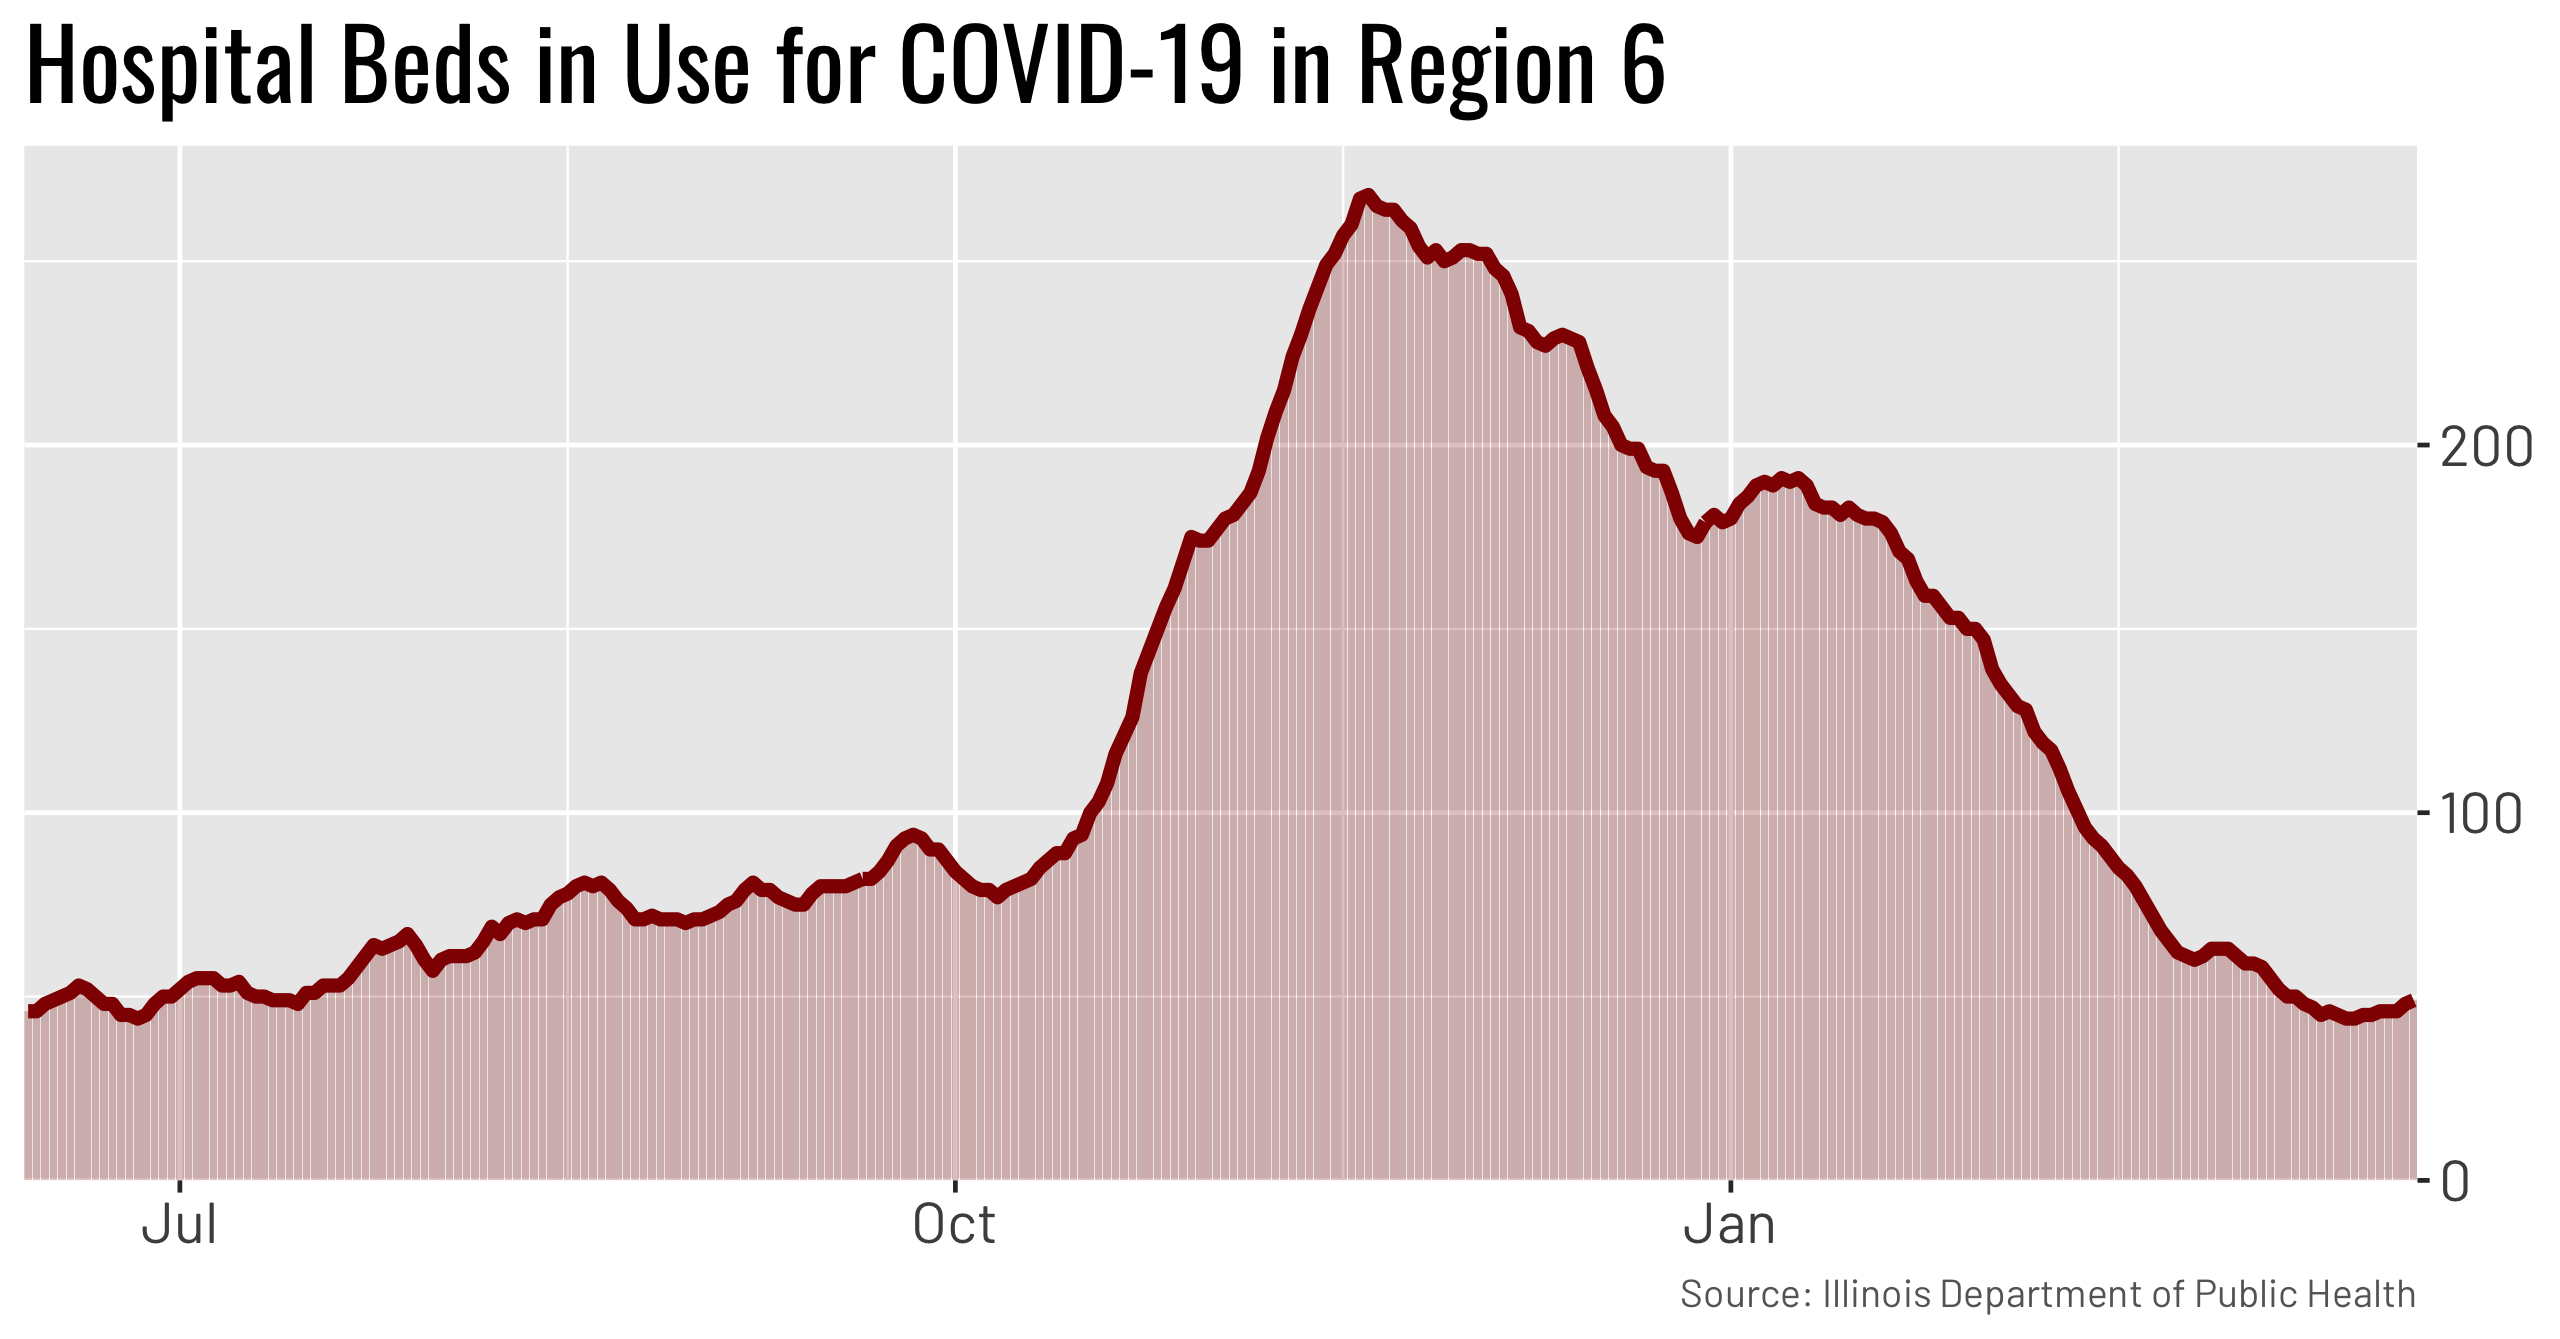 Hospital Beds in Use for COVID-19 in Region 6
200
100
0
Jul Oct Jan
Source: Illinois Department of Public Health